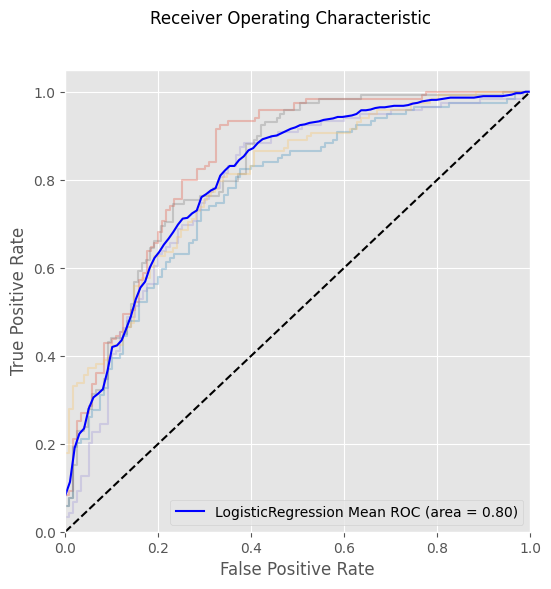 Receiver Operating Characteristic
True Positive Rate
1.0
0.8
0.6
0.4
0.2
0.0
LogisticRegression Mean ROC (area = 0.80)
0.0 0.2 0.4 0.6 0.8 1.0
False Positive Rate